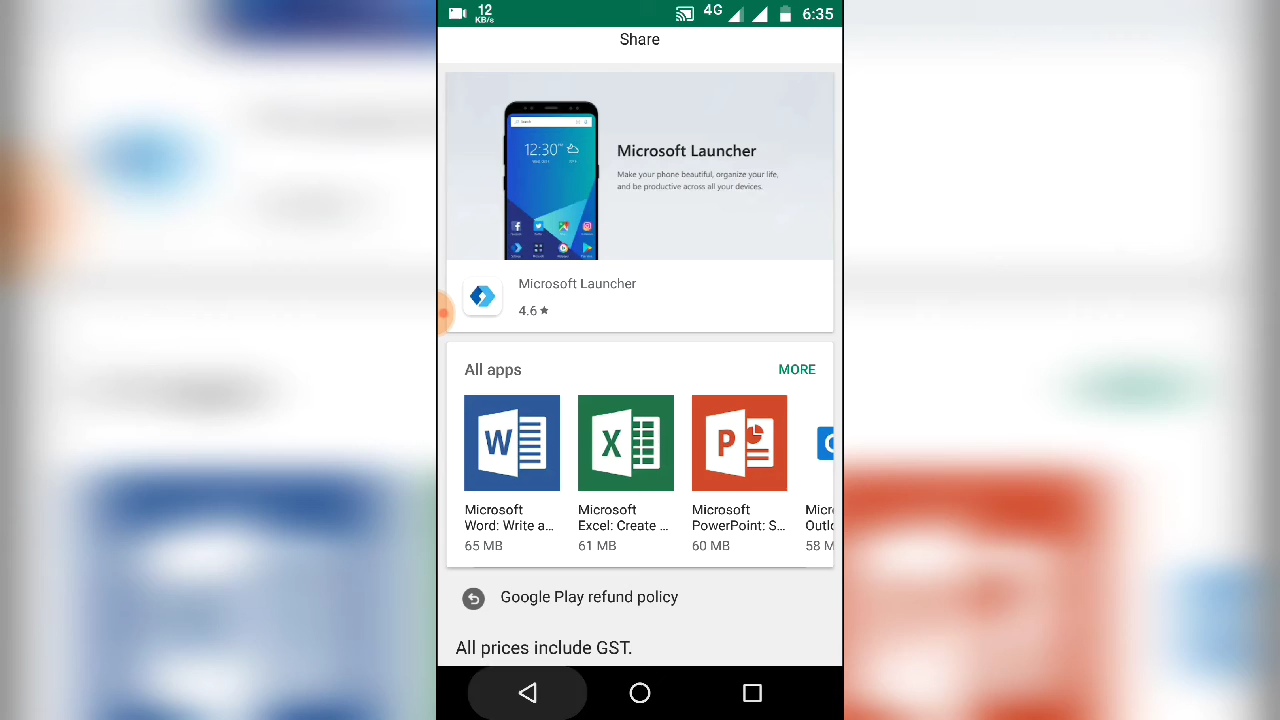 12
KB/s
4G
6:35
Share
12:30
Microsoft Launcher
Make your phone beautiful, organize your life,
and be productive across all your devices.
Microsoft Launcher
4.6 ★
All apps
MORE
W
X
P
Microsoft
Word: Write a...
65 MB
Microsoft
Excel: Create ...
61 MB
Microsoft
PowerPoint: S...
60 MB
Micr
Outlo
58 M
Google Play refund policy
All prices include GST.